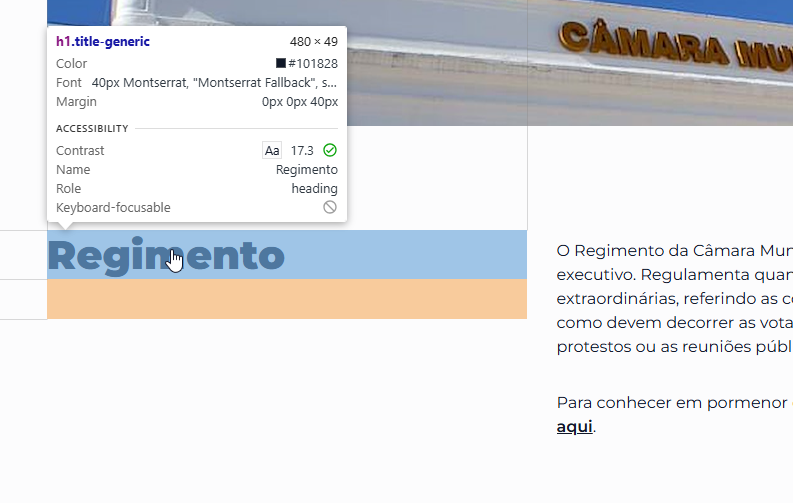 CÂMARA MU
h1.title-generic 480 × 49
Color #101828
Font 40px Montserrat, "Montserrat Fallback", s...
Margin 0px 0px 40px
ACCESSIBILITY
Contrast Aa 17.3
Name Regimento
Role heading
Keyboard-focusable
Regimento
O Regimento da Câmara Mun
executivo. Regulamenta quan
extraordinárias, referindo as c
como devem decorrer as vota
protestos ou as reuniões públ
Para conhecer em pormenor
aqui.